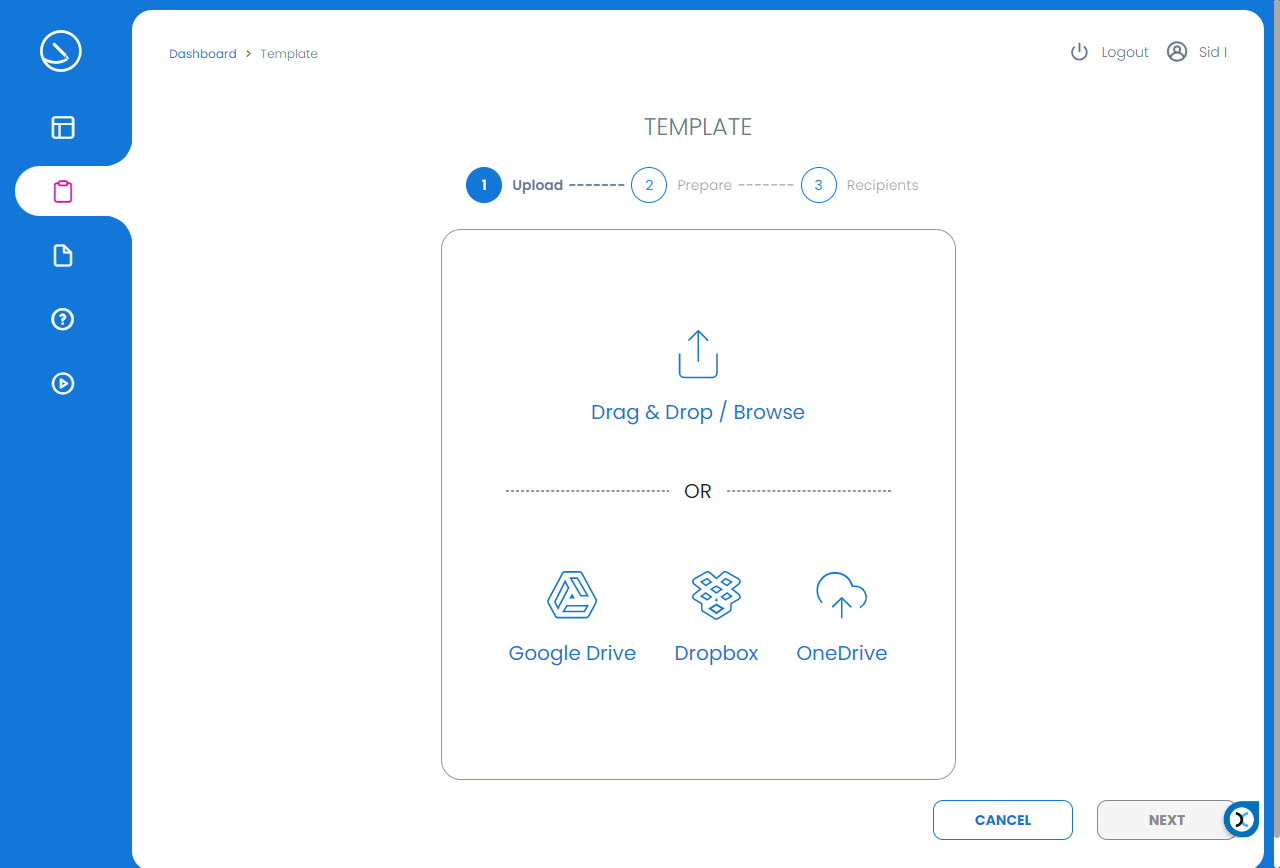 Dashboard > Template
Logout Sid I
TEMPLATE
1 Upload 2 Prepare 3 Recipients
Drag & Drop / Browse
OR
Google Drive Dropbox OneDrive
CANCEL NEXT